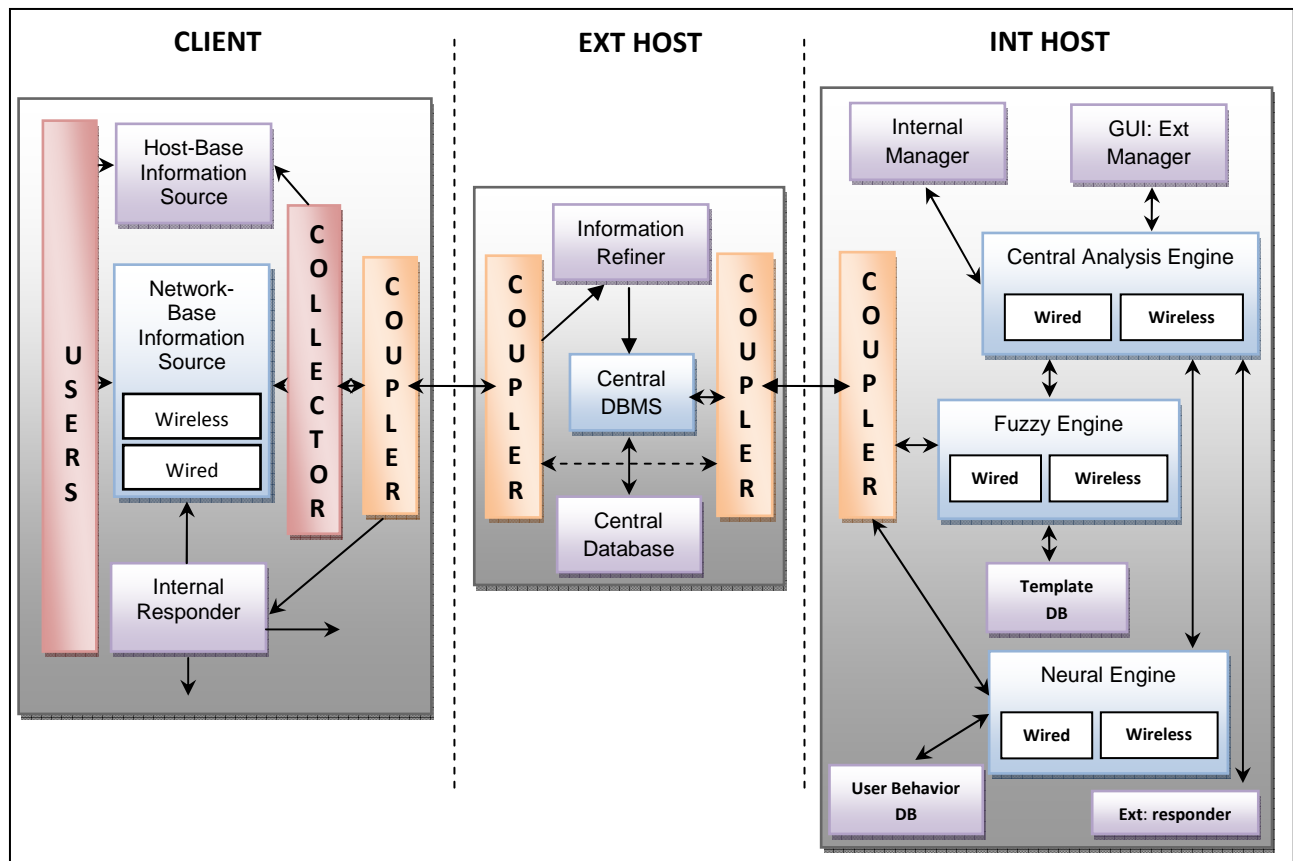 CLIENT
EXT HOST
INT HOST
USERS
Host-Base
Information
Source
Network-
Base
Information
Source
Wireless
Wired
Internal
Responder
COLLECTOR
COUPLER
COUPLER
Information
Refiner
Central
DBMS
Central
Database
COUPLER
COUPLER
Internal
Manager
GUI: Ext
Manager
Central Analysis Engine
Wired
Wireless
Fuzzy Engine
Wired
Wireless
Template
DB
Neural Engine
Wired
Wireless
User Behavior
DB
Ext: responder